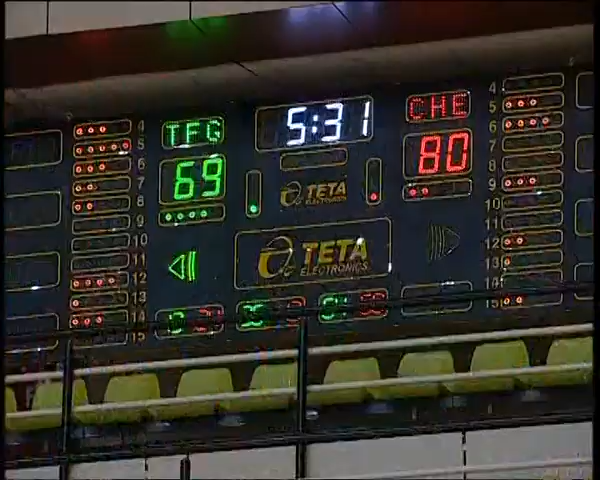 TFG 5:31 CHE
69 80
TETA
ELECTRONICS
TETA
ELECTRONICS
4 4
5 5
6 6
7 7
8 8
9 9
10 10
11 11
12 12
13 13
14 14
15 15